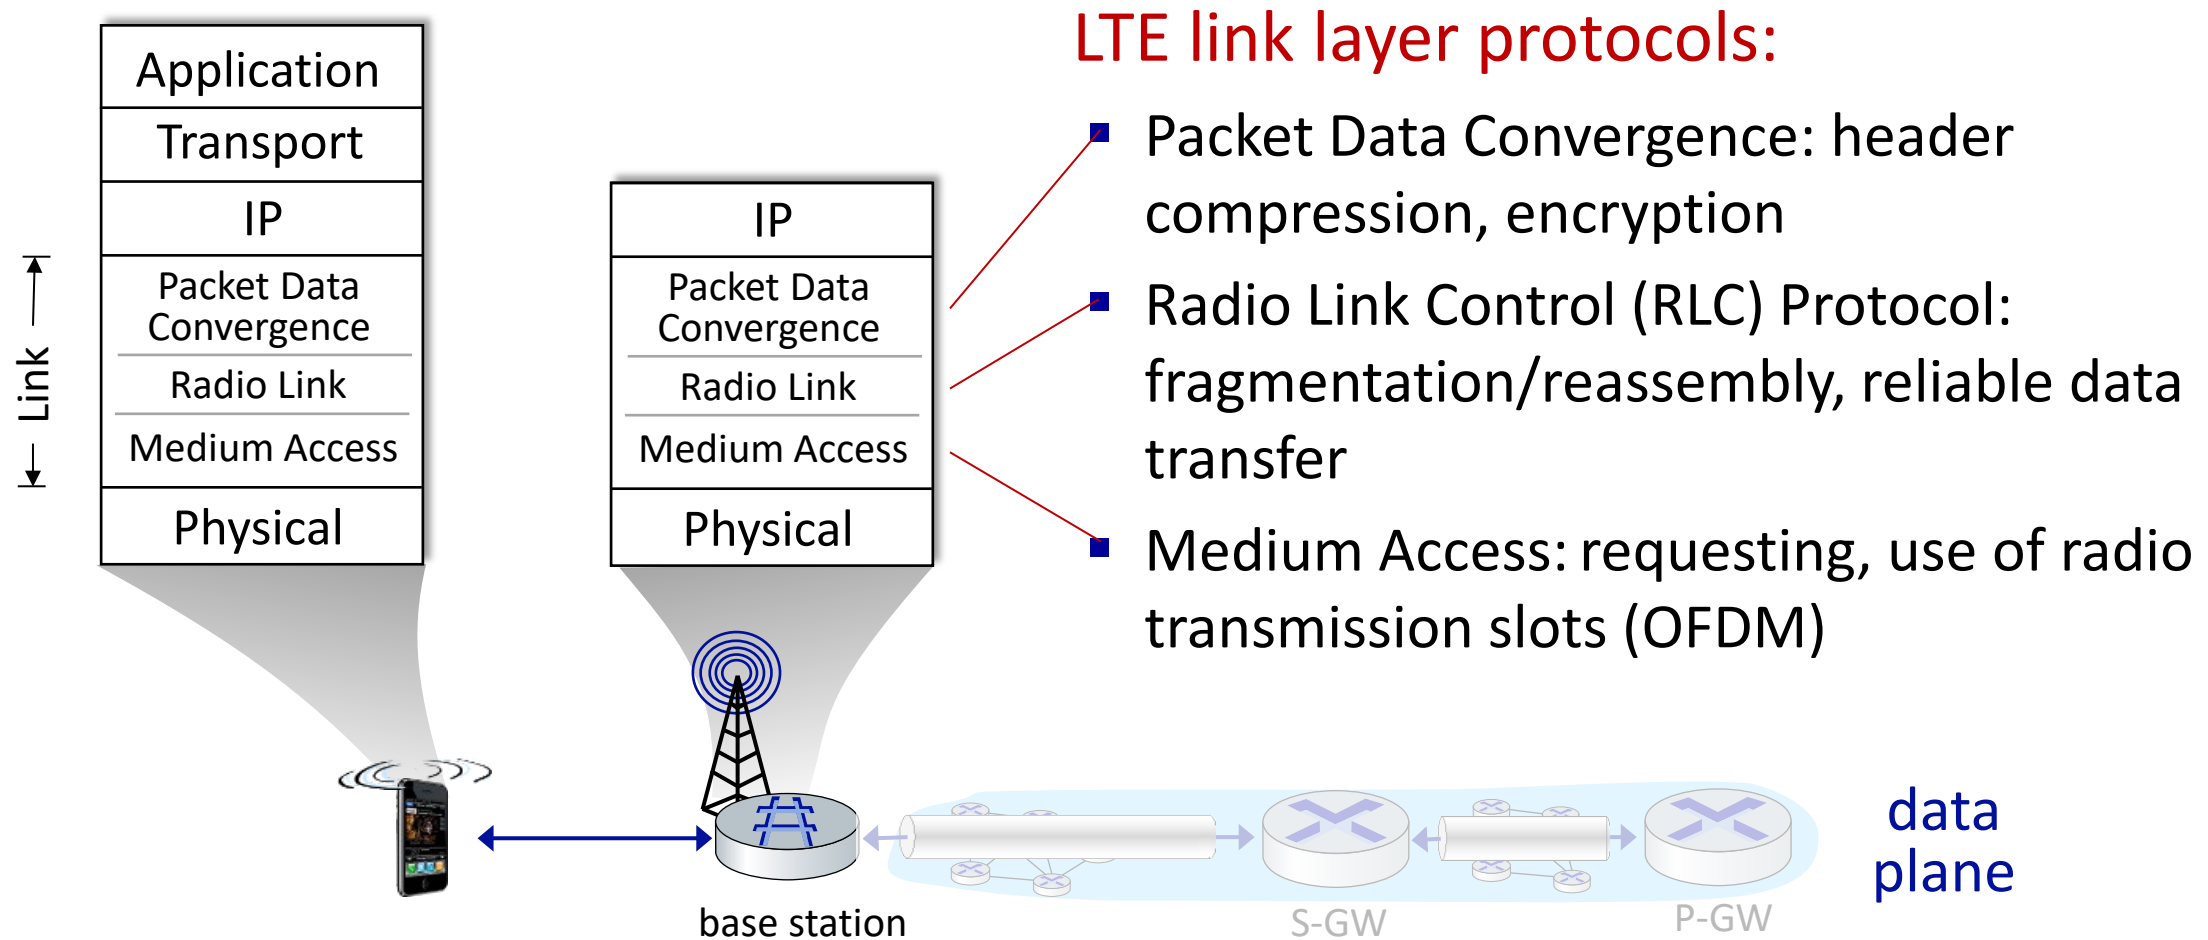 LTE link layer protocols:
Application
Transport
IP
Packet Data
Convergence
Radio Link
Medium Access
Physical
Link
IP
Packet Data
Convergence
Radio Link
Medium Access
Physical
Packet Data Convergence: header
compression, encryption
Radio Link Control (RLC) Protocol:
fragmentation/reassembly, reliable data
transfer
Medium Access: requesting, use of radio
transmission slots (OFDM)
base station
S-GW
P-GW
data
plane